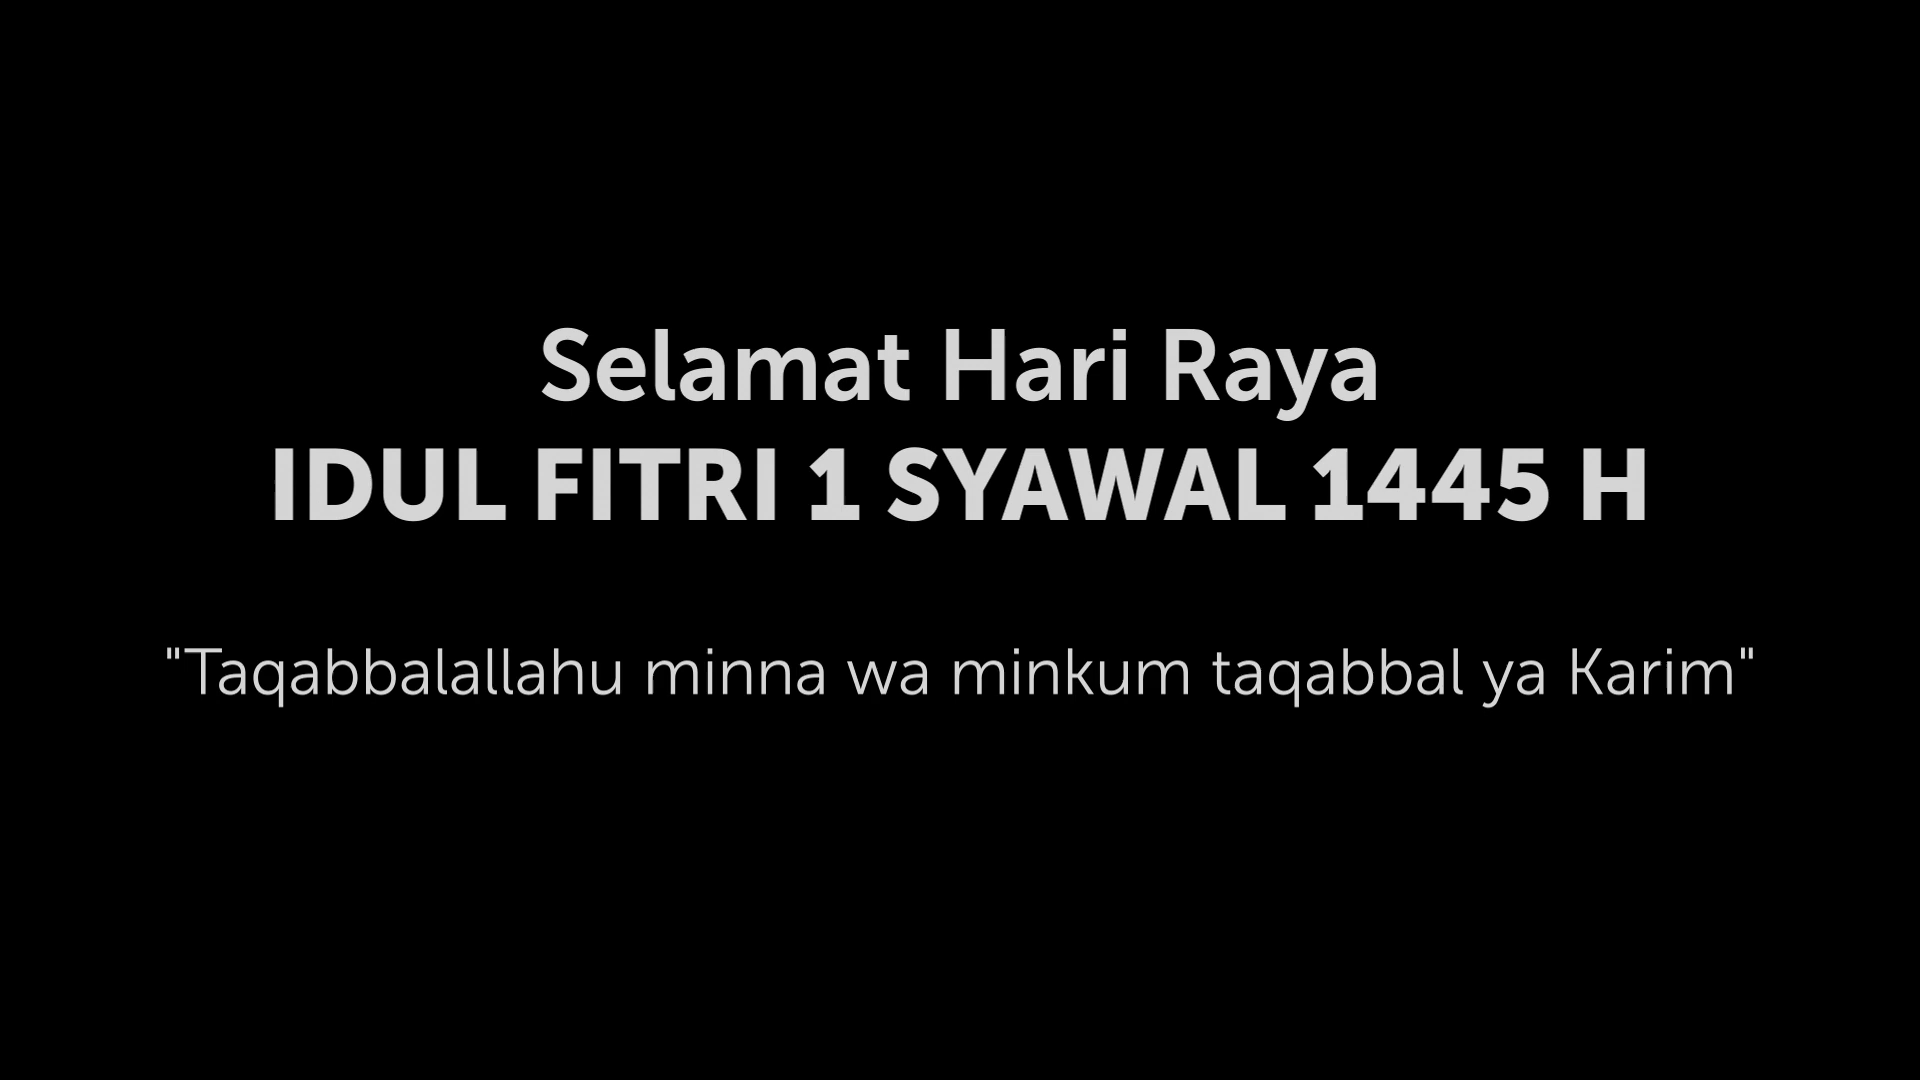 Selamat Hari Raya
IDUL FITRI 1 SYAWAL 1445 H
"Taqabbalallahu minna wa minkum taqabbal ya Karim"